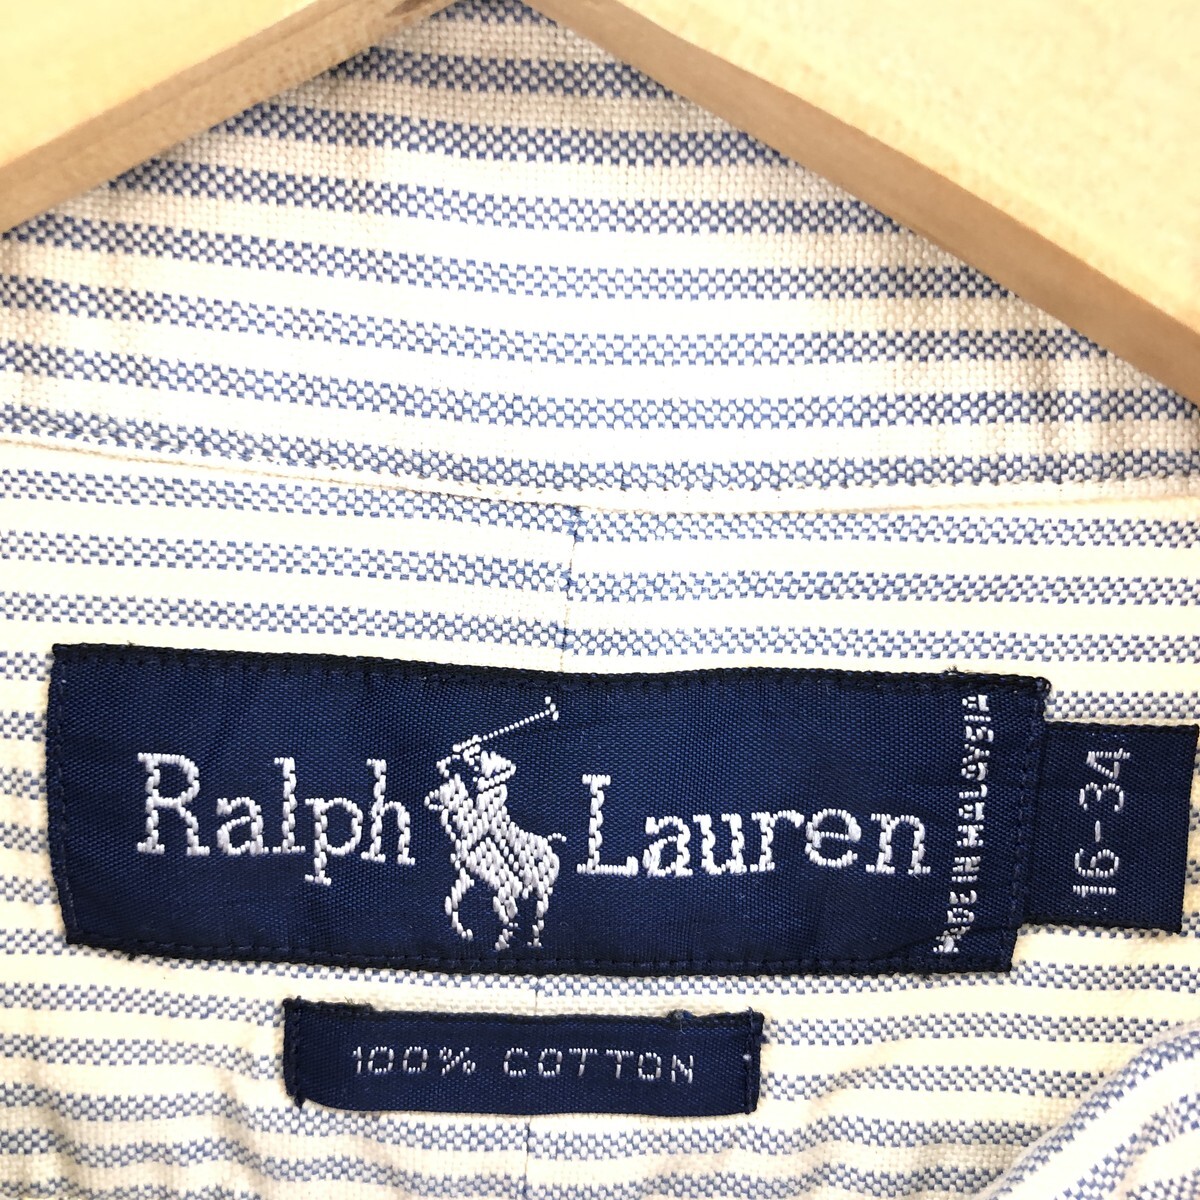 Ralph Lauren
MADE IN MALAYSIA
16-34
100% COTTON